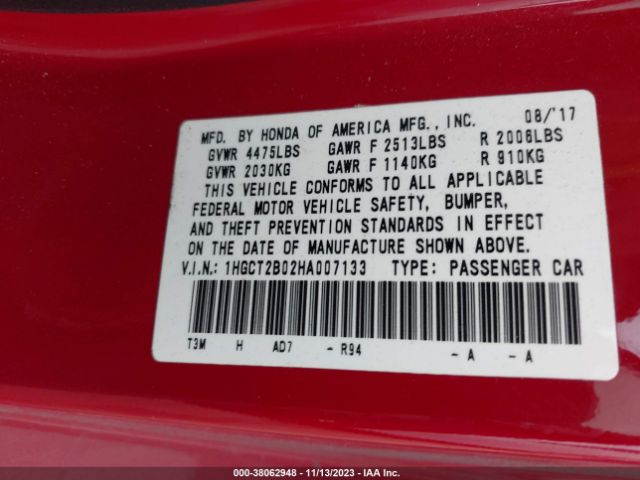 MFD. BY HONDA OF AMERICA MFG., INC. 08/'17
GVWR 4475LBS GAWR F 2513LBS R 2006LBS
GVWR 2030KG GAWR F 1140KG R 910KG
THIS VEHICLE CONFORMS TO ALL APPLICABLE
FEDERAL MOTOR VEHICLE SAFETY, BUMPER,
AND THEFT PREVENTION STANDARDS IN EFFECT
ON THE DATE OF MANUFACTURE SHOWN ABOVE.
V.I.N.: 1HGCT2B02HA007133 TYPE: PASSENGER CAR
T3M H AD7 - R94 - A - A
000-38062948 - 11/13/2023 - IAAI.COM